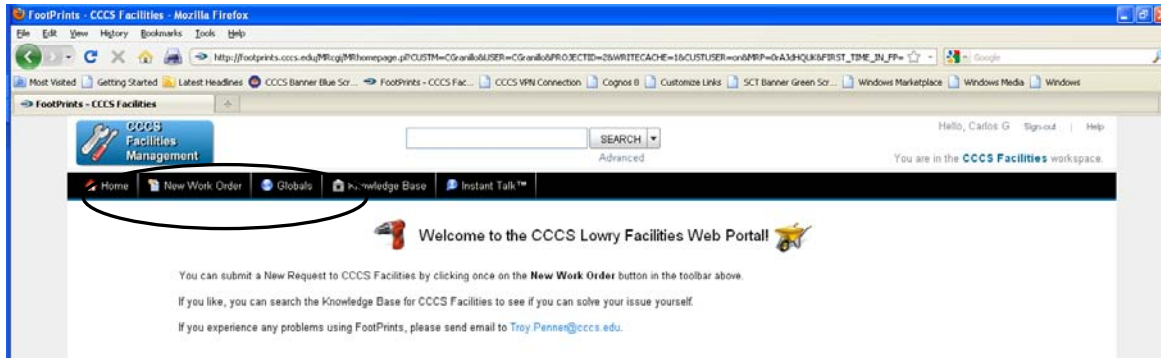 FootPrints - CCCS Facilities - Mozilla Firefox
File Edit View History Bookmarks Tools Help
Most Visited Getting Started Latest Headlines CCCS Banner Blue Scr... FootPrints - CCCS Fac... CCCS VPN Connection Cognos 8 Customize Links SCT Banner Green Scr... Windows Marketplace Windows Media Windows
FootPrints - CCCS Facilities
CCCS
Facilities
Management
SEARCH
Advanced
Hello, Carlos G Sign-out | Help
You are in the CCCS Facilities workspace.
Home New Work Order Globals Knowledge Base Instant Talk™
Welcome to the CCCS Lowry Facilities Web Portal!
You can submit a New Request to CCCS Facilities by clicking once on the New Work Order button in the toolbar above.
If you like, you can search the Knowledge Base for CCCS Facilities to see if you can solve your issue yourself.
If you experience any problems using FootPrints, please send email to Troy.Penner@cccs.edu.